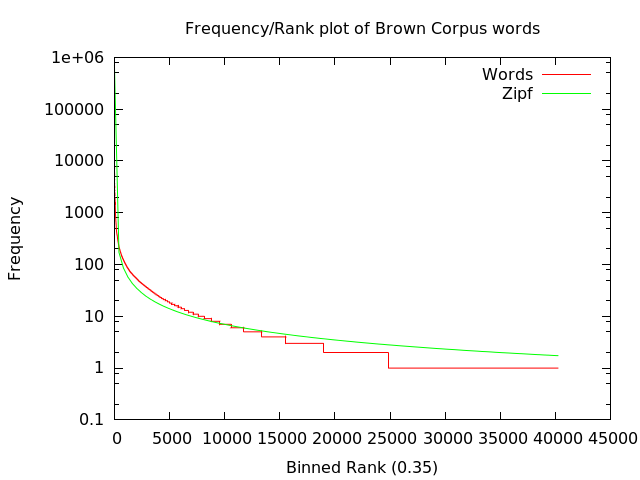 Frequency/Rank plot of Brown Corpus words
1e+06
100000
10000
1000
100
10
1
0.1
Frequency
Words
Zipf
0 5000 10000 15000 20000 25000 30000 35000 40000 45000
Binned Rank (0.35)